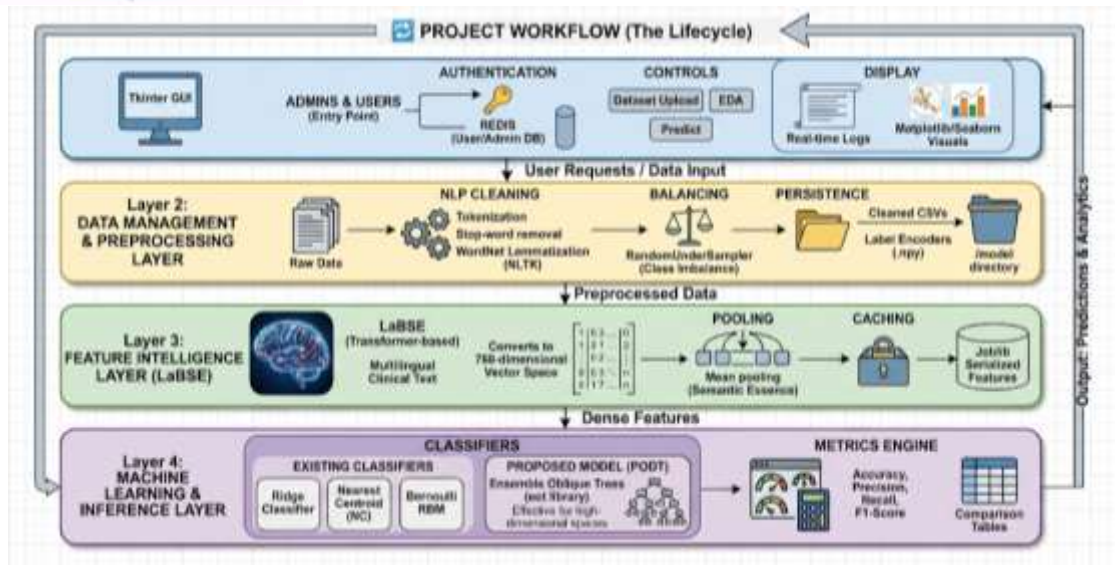 PROJECT WORKFLOW (The Lifecycle)
Tkinter GUI
ADMINS & USERS
(Entry Point)
AUTHENTICATION
REDIS
(User/Admin DB)
CONTROLS
Dataset Upload
EDA
Predict
DISPLAY
Real-time Logs
Matplotlib/Seaborn
Visuals
User Requests / Data Input
Layer 2:
DATA MANAGEMENT
& PREPROCESSING
LAYER
Raw Data
NLP CLEANING
Tokenization
Stop-word removal
WordNet Lammatization
(NLTK)
BALANCING
RandomUnderSampler
(Class Imbalance)
PERSISTENCE
Cleaned CSVs
Label Encoders
(.npy)
/model
directory
Preprocessed Data
Layer 3:
FEATURE INTELLIGENCE
LAYER (LaBSE)
LaBSE
(Transformer-based)
Multilingual
Clinical Text
Converts to
768-dimensional
Vector Space
POOLING
Mean pooling
(Semantic Essence)
CACHING
Joblib
Serialized
Features
Dense Features
Layer 4:
MACHINE
LEARNING &
INFERENCE LAYER
CLASSIFIERS
EXISTING CLASSIFIERS
Ridge
Classifier
Nearest
Centroid
(NC)
Bernoulli
RBM
PROPOSED MODEL (PODT)
Ensemble Oblique Trees
library)
Effective for high-
dimensional spaces
METRICS ENGINE
Accuracy,
Precision,
Recall,
F1-Score
Comparison
Tables
Output: Predictions & Analytics